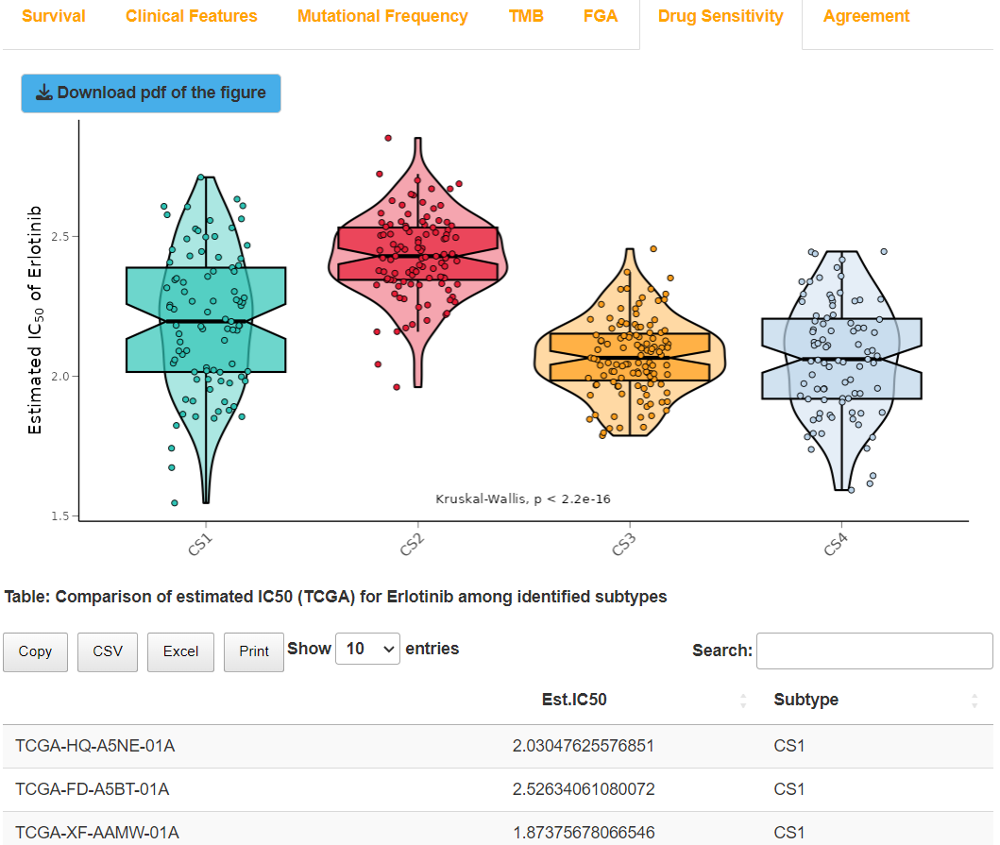 Survival Clinical Features Mutational Frequency TMB FGA Drug Sensitivity Agreement
Download pdf of the figure
Estimated IC50 of Erlotinib
2.5
2.0
1.5
Kruskal-Wallis, p < 2.2e-16
CS1 CS2 CS3 CS4
Table: Comparison of estimated IC50 (TCGA) for Erlotinib among identified subtypes
Copy CSV Excel Print Show 10 entries Search:
Est.IC50 Subtype
TCGA-HQ-A5NE-01A 2.03047625576851 CS1
TCGA-FD-A5BT-01A 2.52634061080072 CS1
TCGA-XF-AAMW-01A 1.87375678066546 CS1